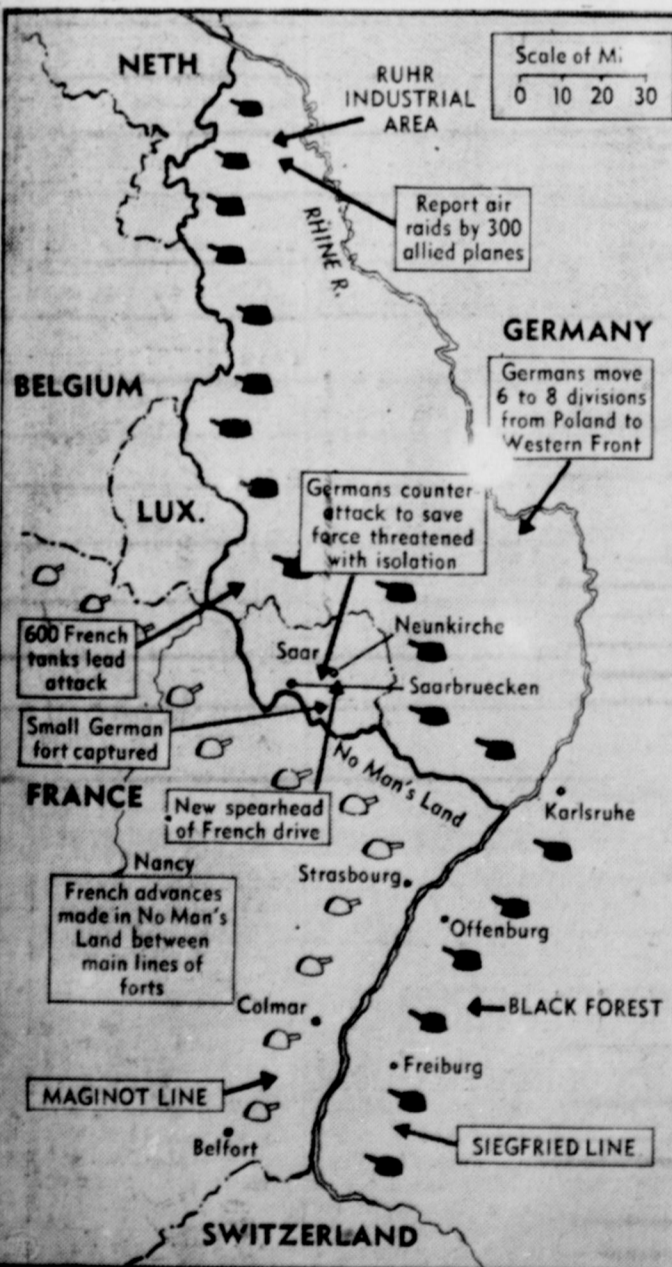 NETH
RUHR
INDUSTRIAL
AREA
Scale of Mi
0 10 20 30
Report air
raids by 300
allied planes
RHINE R.
GERMANY
Germans move
6 to 8 divisions
from Poland to
Western Front
BELGIUM
LUX.
Germans counter-
attack to save
force threatened
with isolation
600 French
tanks lead
attack
Neunkirche
Saar
Saarbruecken
Small German
fort captured
No Man's Land
FRANCE
New spearhead
of French drive
Karlsruhe
Nancy
Strasbourg
French advances
made in No Man's
Land between
main lines of
forts
Offenburg
Colmar
BLACK FOREST
Freiburg
MAGINOT LINE
Belfort
SIEGFRIED LINE
SWITZERLAND